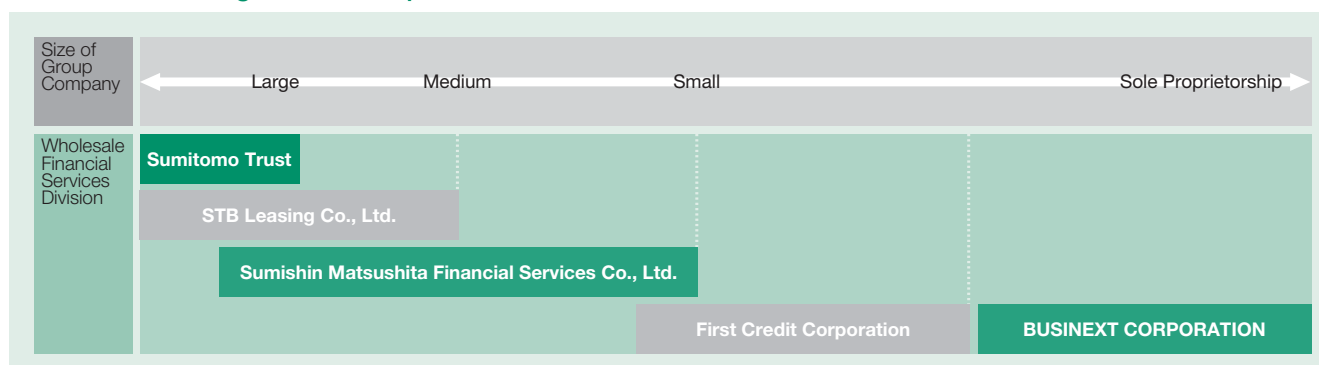 Size of
Group
Company
Large
Medium
Small
Sole Proprietorship
Wholesale
Financial
Services
Division
Sumitomo Trust
STB Leasing Co., Ltd.
Sumishin Matsushita Financial Services Co., Ltd.
First Credit Corporation
BUSINEXT CORPORATION